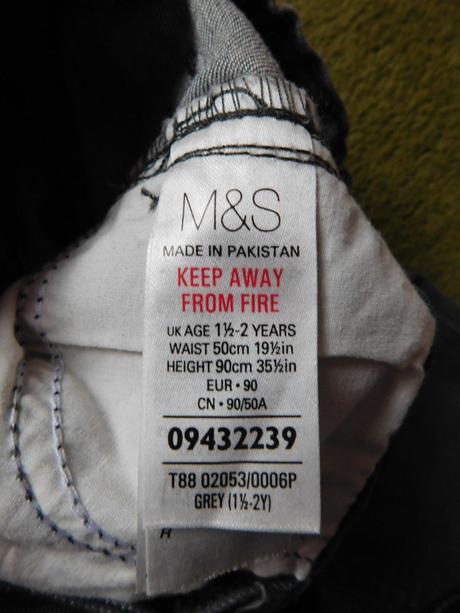 M&S
MADE IN PAKISTAN
KEEP AWAY
FROM FIRE
UK AGE 1½-2 YEARS
WAIST 50cm 19½in
HEIGHT 90cm 35½in
EUR • 90
CN • 90/50A
09432239
T88 02053/0006P
GREY (1½-2Y)